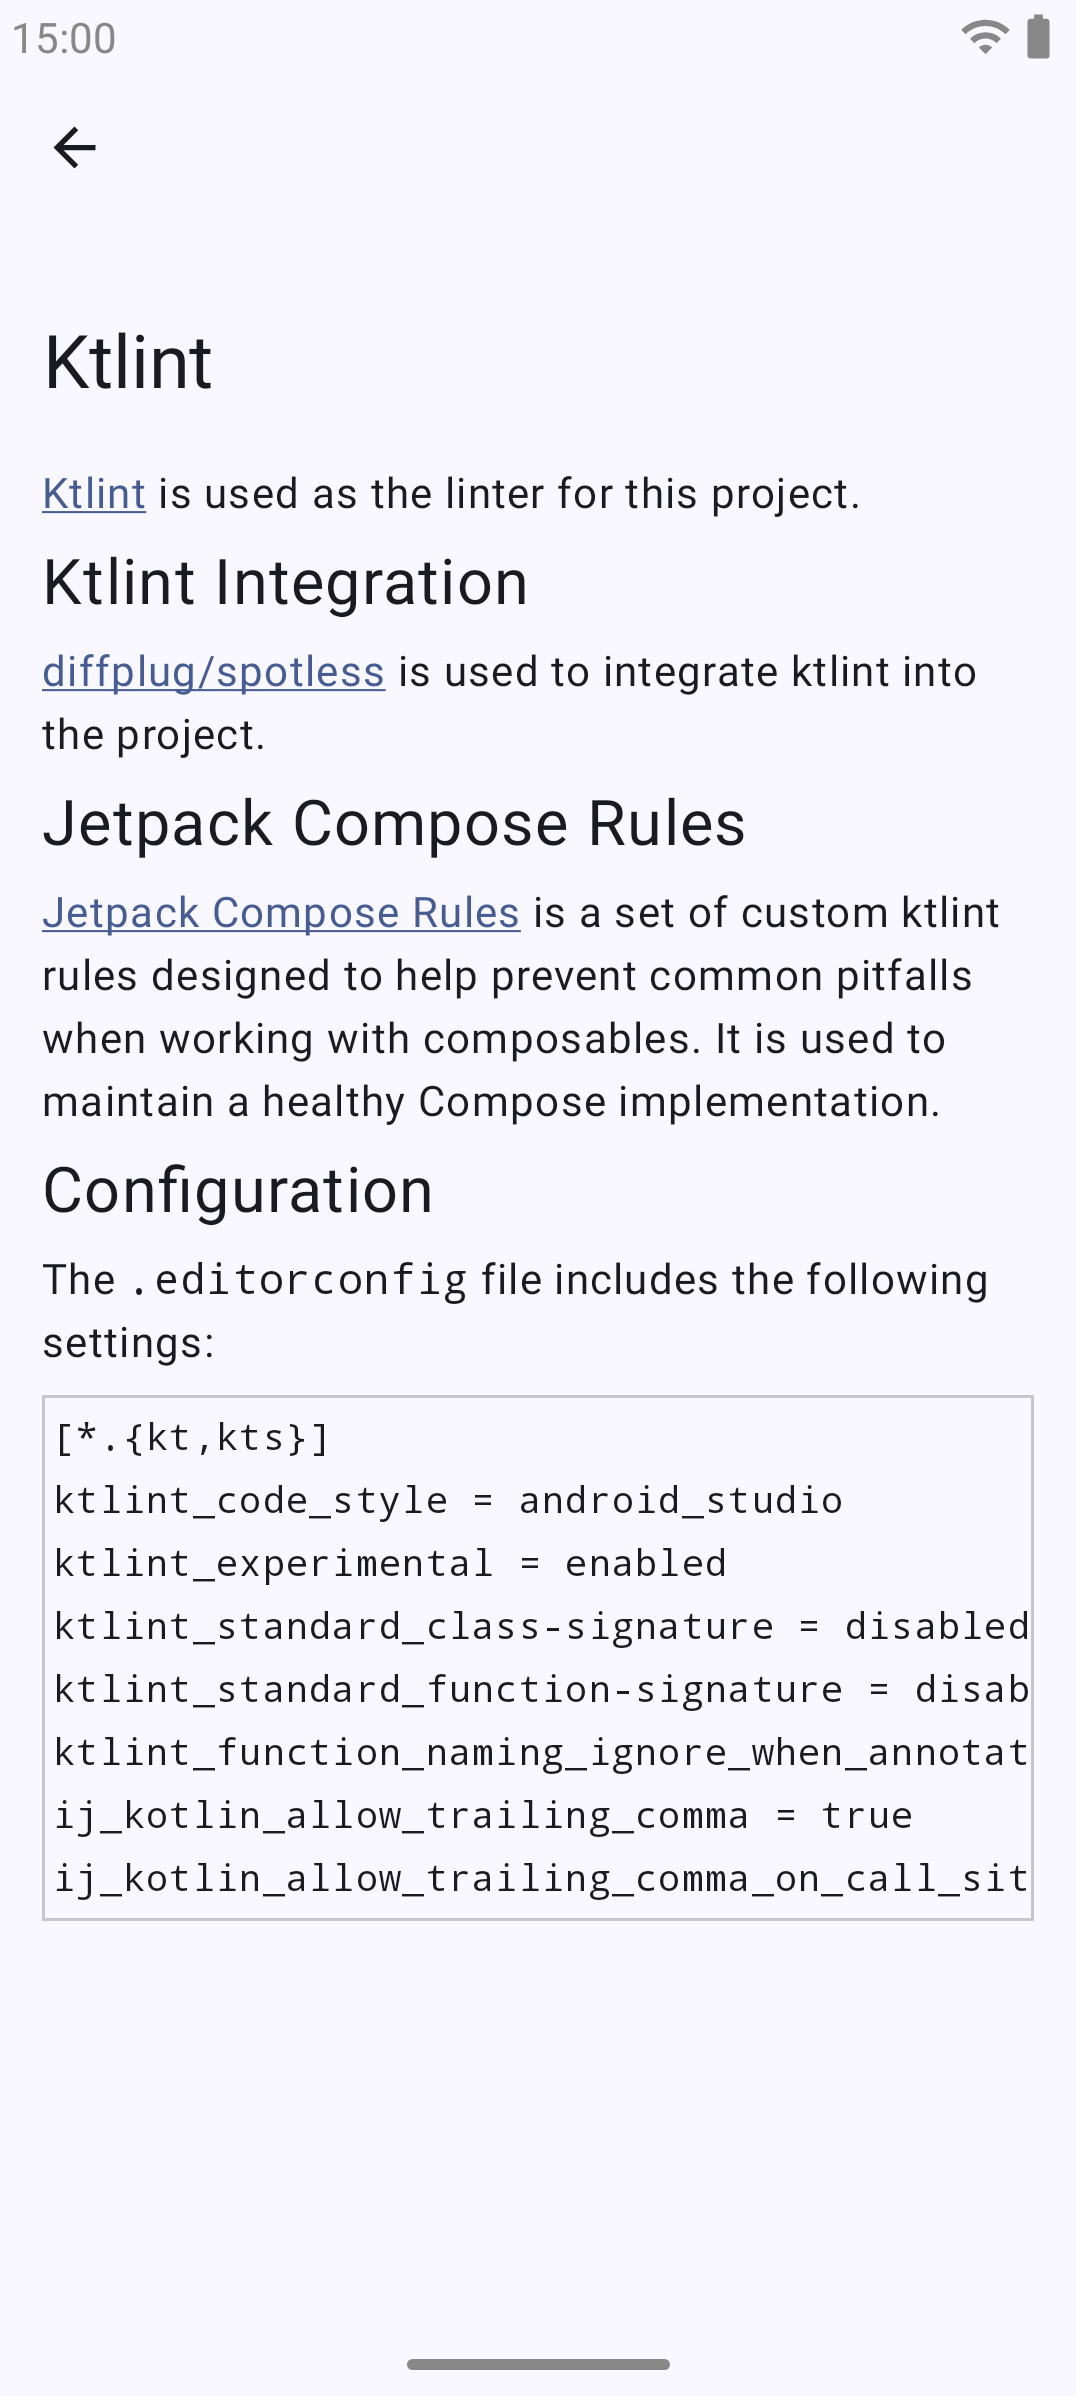 15:00
Ktlint
Ktlint is used as the linter for this project.
Ktlint Integration
diffplug/spotless is used to integrate ktlint into
the project.
Jetpack Compose Rules
Jetpack Compose Rules is a set of custom ktlint
rules designed to help prevent common pitfalls
when working with composables. It is used to
maintain a healthy Compose implementation.
Configuration
The .editorconfig file includes the following
settings:
[*.{kt,kts}]
ktlint_code_style = android_studio
ktlint_experimental = enabled
ktlint_standard_class-signature = disabled
ktlint_standard_function-signature = disab
ktlint_function_naming_ignore_when_annotat
ij_kotlin_allow_trailing_comma = true
ij_kotlin_allow_trailing_comma_on_call_sit